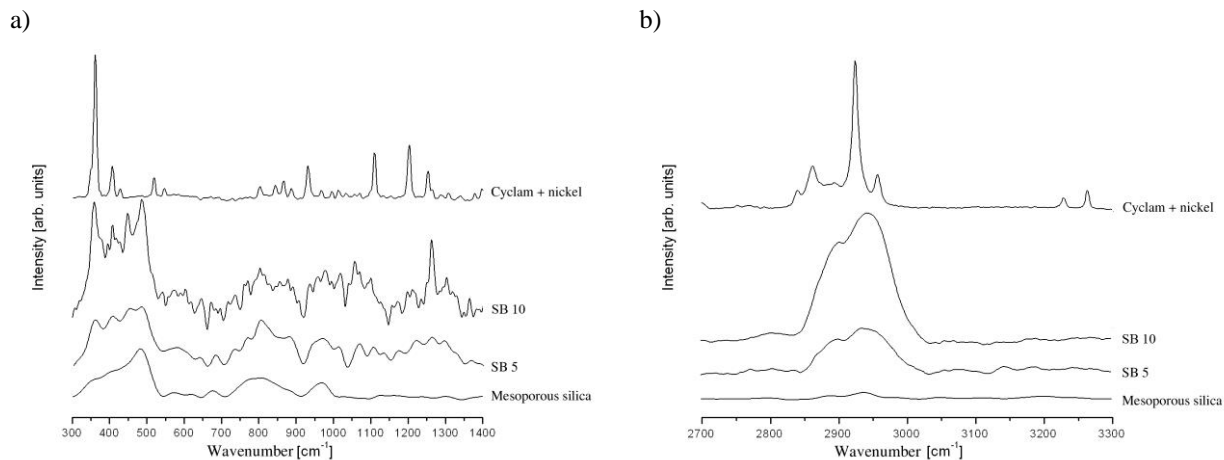 a)
Intensity [arb. units]
Cyclam + nickel
SB 10
SB 5
Mesoporous silica
300 400 500 600 700 800 900 1000 1100 1200 1300 1400
Wavenumber [cm⁻¹]
b)
Intensity [arb. units]
Cyclam + nickel
SB 10
SB 5
Mesoporous silica
2700 2800 2900 3000 3100 3200 3300
Wavenumber [cm⁻¹]